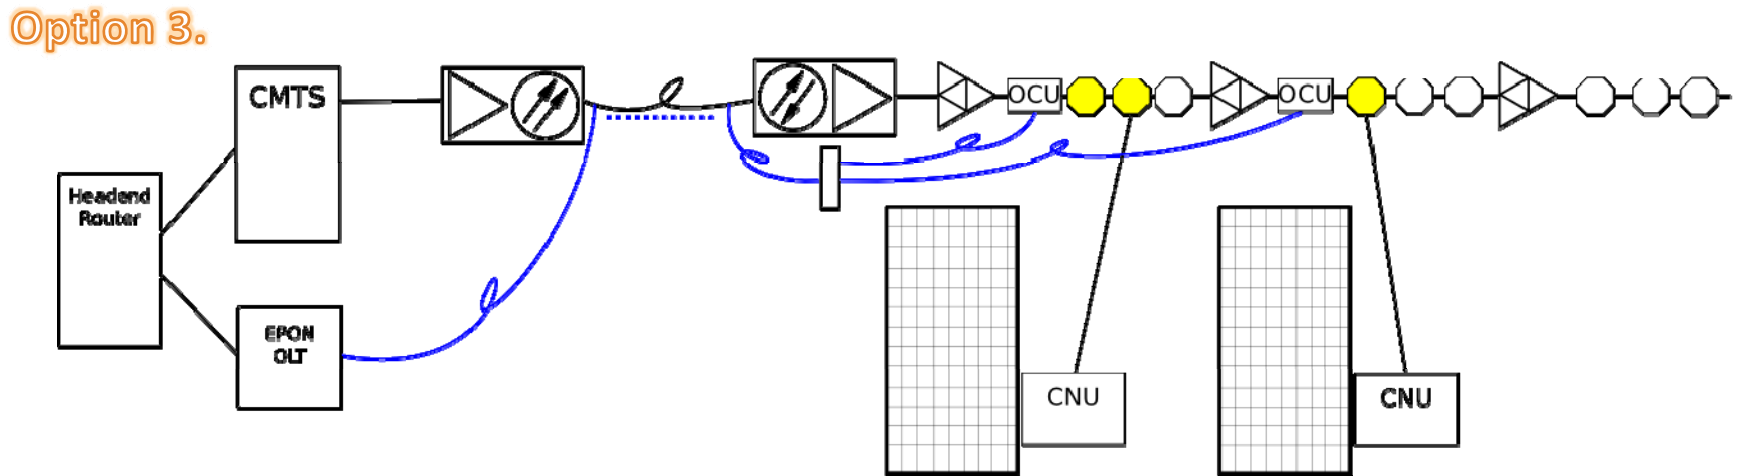 Option 3.
CMTS
OCU
OCU
Headend
Router
EPON
OLT
CNU
CNU